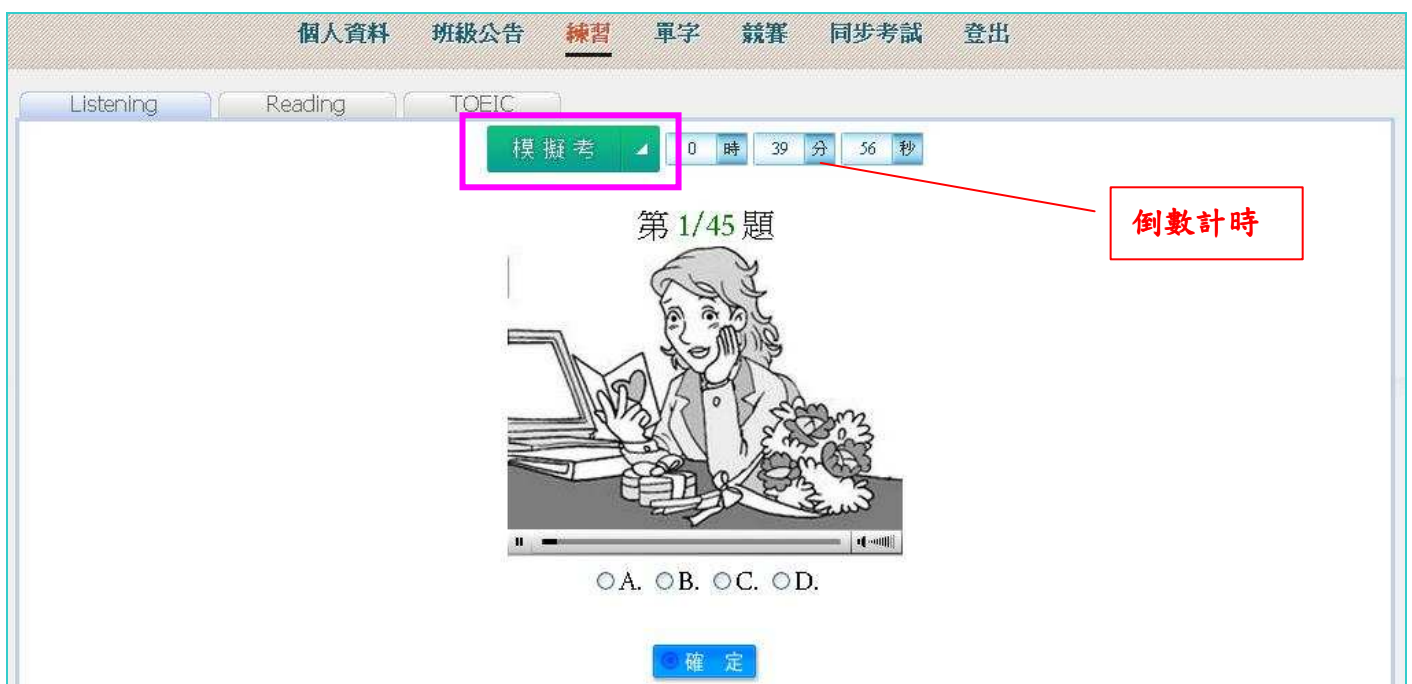 個人資料 班級公告 練習 單字 競賽 同步考試 登出
Listening Reading TOEIC
模擬考 0 時 39 分 56 秒
倒數計時
第 1/45 題
A. B. C. D.
確 定